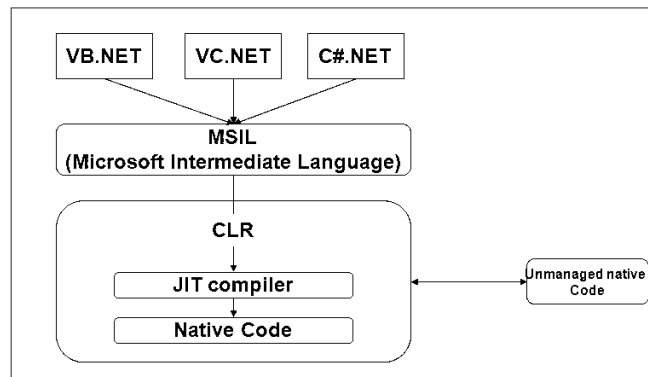 VB.NET VC.NET C#.NET
MSIL
(Microsoft Intermediate Language)
CLR
JIT compiler
Native Code
Unmanaged native
Code